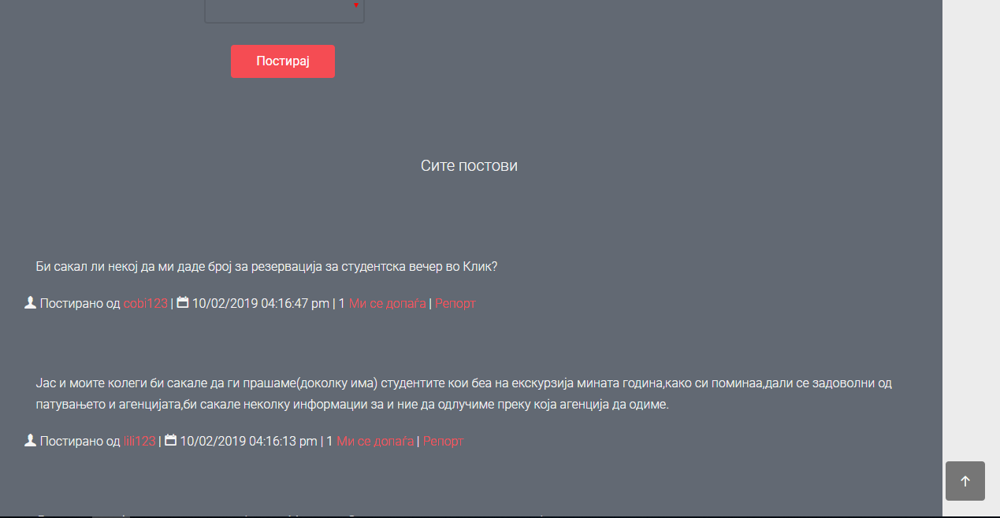 Постирај
Сите постови
Би сакал ли некој да ми даде број за резервација за студентска вечер во Клик?
Постирано од cobi123 | 10/02/2019 04:16:47 pm | 1 Ми се допаѓа | Репорт
Јас и моите колеги би сакале да ги прашаме(доколку има) студентите кои беа на екскурзија мината година,како си поминаа,дали се задоволни од
патувањето и агенцијата,би сакале неколку информации за и ние да одлучиме преку која агенција да одиме.
Постирано од lili123 | 10/02/2019 04:16:13 pm | 1 Ми се допаѓа | Репорт